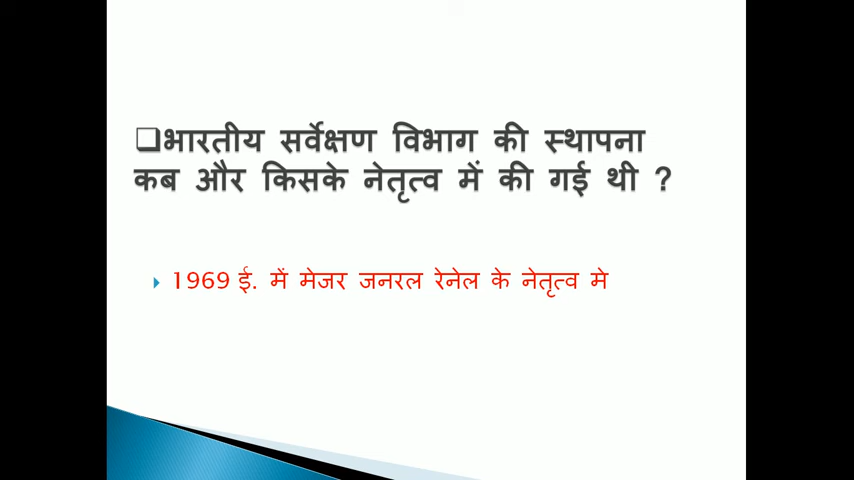 ❑भारतीय सर्वेक्षण विभाग की स्थापना
कब और किसके नेतृत्व में की गई थी ?
1969 ई. में मेजर जनरल रेनेल के नेतृत्व मे